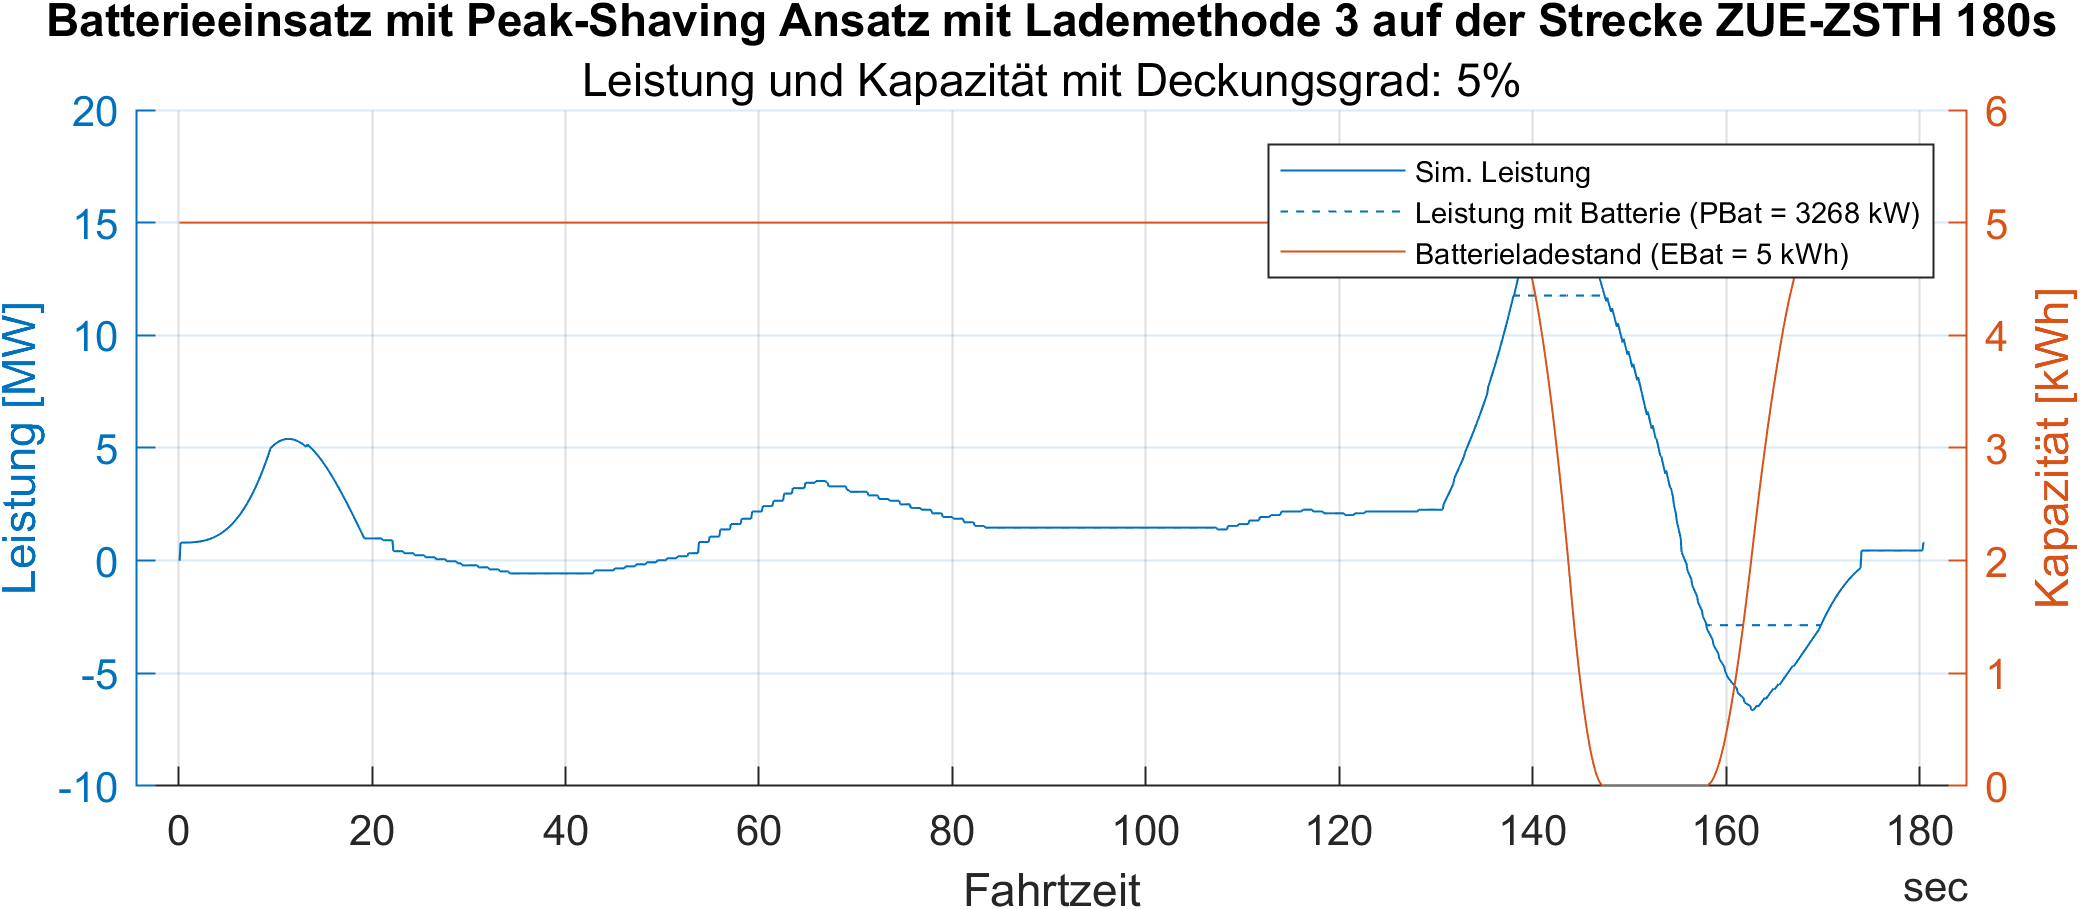 Batterieeinsatz mit Peak-Shaving Ansatz mit Lademethode 3 auf der Strecke ZUE-ZSTH 180s
Leistung und Kapazität mit Deckungsgrad: 5%
Leistung [MW]
20
15
10
5
0
-5
-10
Sim. Leistung
Leistung mit Batterie (PBat = 3268 kW)
Batterieladestand (EBat = 5 kWh)
6
5
4
3
2
1
0
Kapazität [kWh]
0 20 40 60 80 100 120 140 160 180
Fahrtzeit
sec